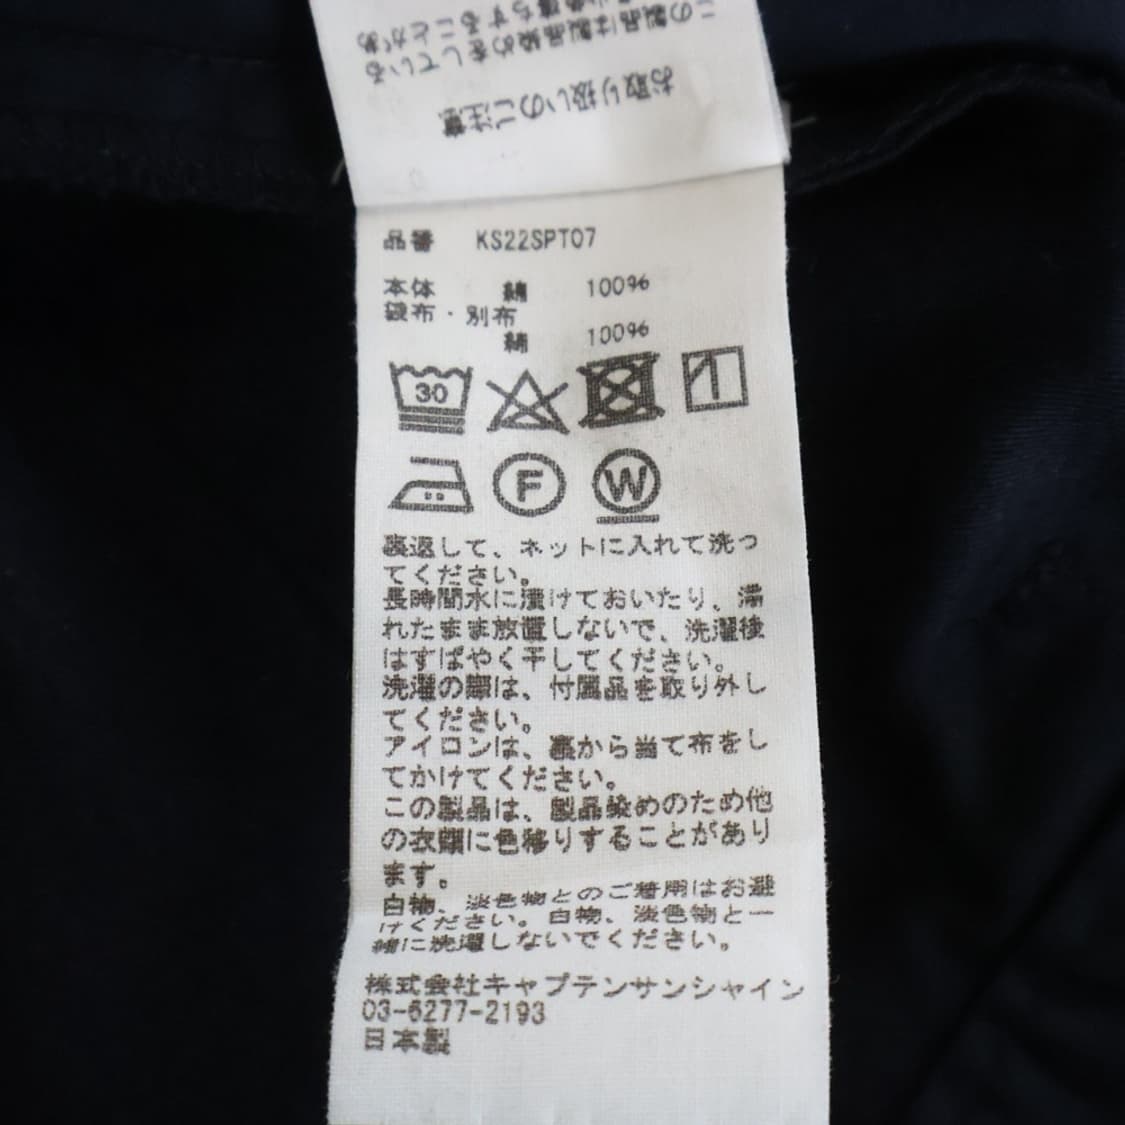 この製品は製品染めをしている
することがあ
お取り扱いのご注意
品番 KS22SPT07
本体 綿 100%
袋布・別布
綿 100%
30
F W
裏返して、ネットに入れて洗っ
てください。
長時間水に漬けておいたり、濡
れたまま放置しないで、洗濯後
はすばやく干してください。
洗濯の際は、付属品を取り外し
てください。
アイロンは、裏から当て布をし
てかけてください。
この製品は、製品染めのため他
の衣類に色移りすることがあり
ます。
白物、淡色物とのご着用はお避
けください。白物、淡色物と一
緒に洗濯しないでください。
株式会社キャプテンサンシャイン
03-6277-2193
日本製